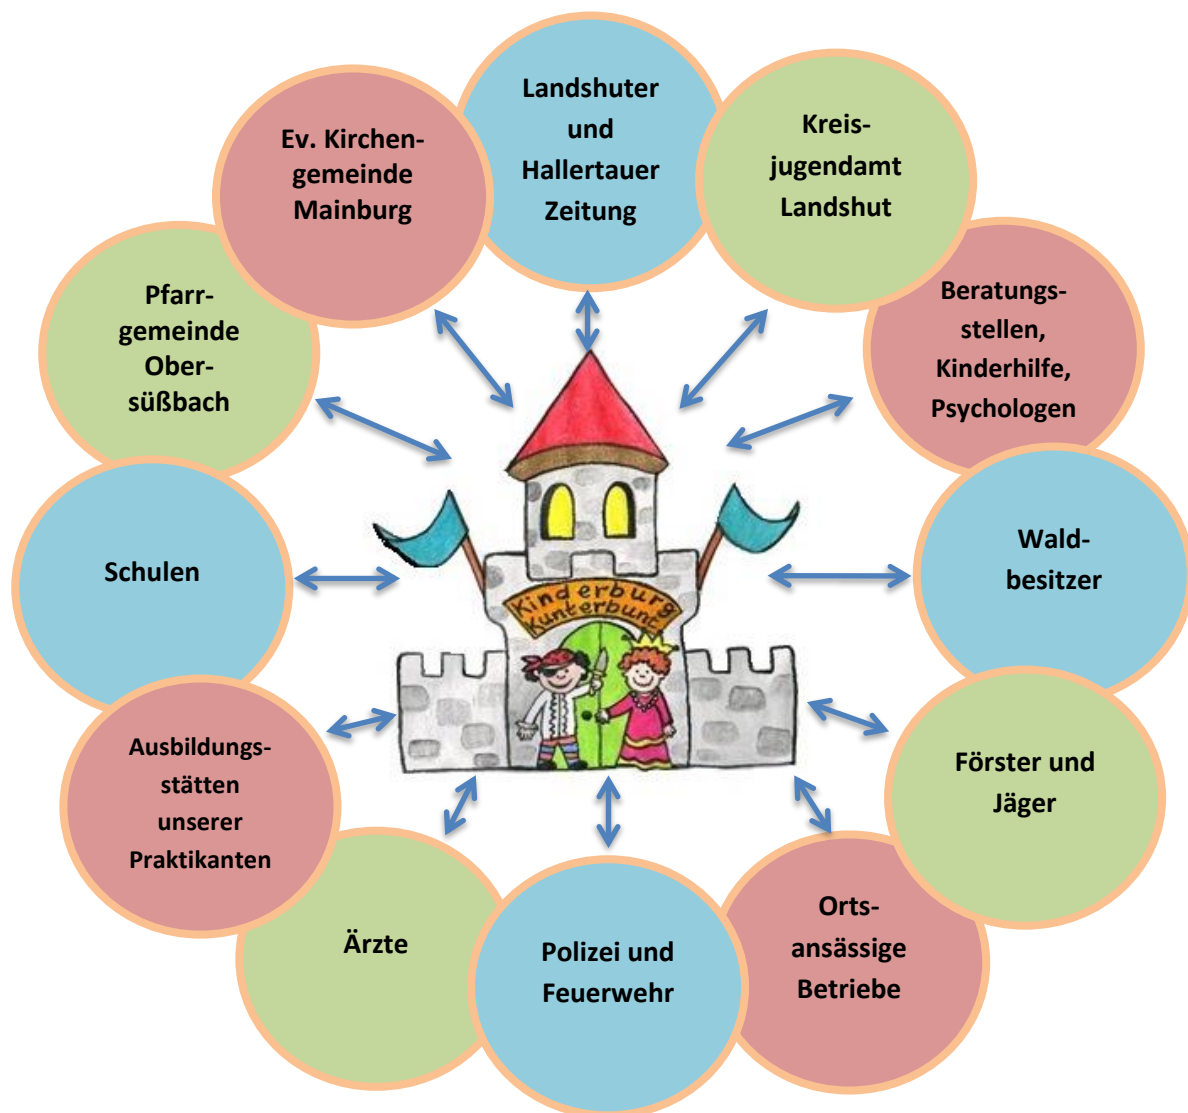 Landshuter
und
Hallertauer
Zeitung
Kreis-
jugendamt
Landshut
Beratungs-
stellen,
Kinderhilfe,
Psychologen
Wald-
besitzer
Förster und
Jäger
Orts-
ansässige
Betriebe
Polizei und
Feuerwehr
Ärzte
Ausbildungs-
stätten
unserer
Praktikanten
Schulen
Pfarr-
gemeinde
Ober-
süßbach
Ev. Kirchen-
gemeinde
Mainburg
Kinderburg
Kunterbunt